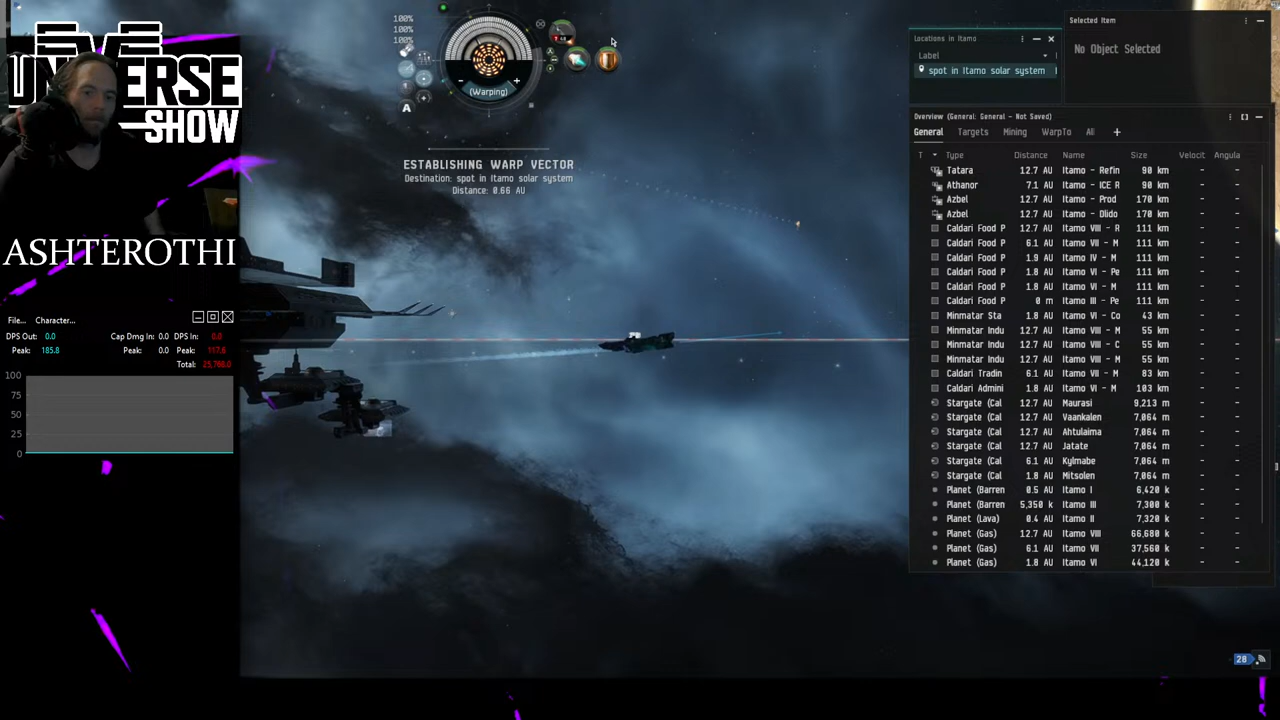 EVE
UNIVERSE
SHOW
ASHTEROTHI
File... Character...
DPS Out: 0.0 Cap Dmg In: 0.0 DPS In: 0.0
Peak: 185.8 Peak: 0.0 Peak: 117.6
Total: 25,768.0
100
75
50
25
0
100%
100%
100%
- +
(Warping)
A
ESTABLISHING WARP VECTOR
Destination: spot in Itamo solar system
Distance: 0.66 AU
Locations in Itamo
Label
spot in Itamo solar system
Selected Item
No Object Selected
Overview (General: General - Not Saved)
General Targets Mining WarpTo All +
T Type Distance Name Size Velocit Angula
Tatara 12.7 AU Itamo - Refin 90 km - -
Athanor 7.1 AU Itamo - ICE R 90 km - -
Azbel 12.7 AU Itamo - Prod 170 km - -
Azbel 12.7 AU Itamo - Dlido 170 km - -
Caldari Food P 12.7 AU Itamo VIII - R 111 km - -
Caldari Food P 6.1 AU Itamo VII - M 111 km - -
Caldari Food P 1.9 AU Itamo IV - M 111 km - -
Caldari Food P 1.8 AU Itamo VI - Pe 111 km - -
Caldari Food P 1.8 AU Itamo VI - M 111 km - -
Caldari Food P 0 m Itamo III - Pe 111 km - -
Minmatar Sta 1.8 AU Itamo VI - Co 43 km - -
Minmatar Indu 12.7 AU Itamo VIII - M 55 km - -
Minmatar Indu 12.7 AU Itamo VIII - C 55 km - -
Minmatar Indu 12.7 AU Itamo VIII - M 55 km - -
Caldari Tradin 6.1 AU Itamo VII - M 83 km - -
Caldari Admini 1.8 AU Itamo VI - M 103 km - -
Stargate (Cal 12.7 AU Maurasi 9,213 m - -
Stargate (Cal 12.7 AU Vaankalen 7,064 m - -
Stargate (Cal 12.7 AU Ahtulaima 7,064 m - -
Stargate (Cal 12.7 AU Jatate 7,064 m - -
Stargate (Cal 6.1 AU Kylmabe 7,064 m - -
Stargate (Cal 1.8 AU Mitsolen 7,064 m - -
Planet (Barren 0.5 AU Itamo I 6,420 k - -
Planet (Barren 5,350 k Itamo III 7,300 k - -
Planet (Lava) 0.4 AU Itamo II 7,320 k - -
Planet (Gas) 12.7 AU Itamo VIII 66,680 k - -
Planet (Gas) 6.1 AU Itamo VII 37,560 k - -
Planet (Gas) 1.8 AU Itamo VI 44,120 k - -
28